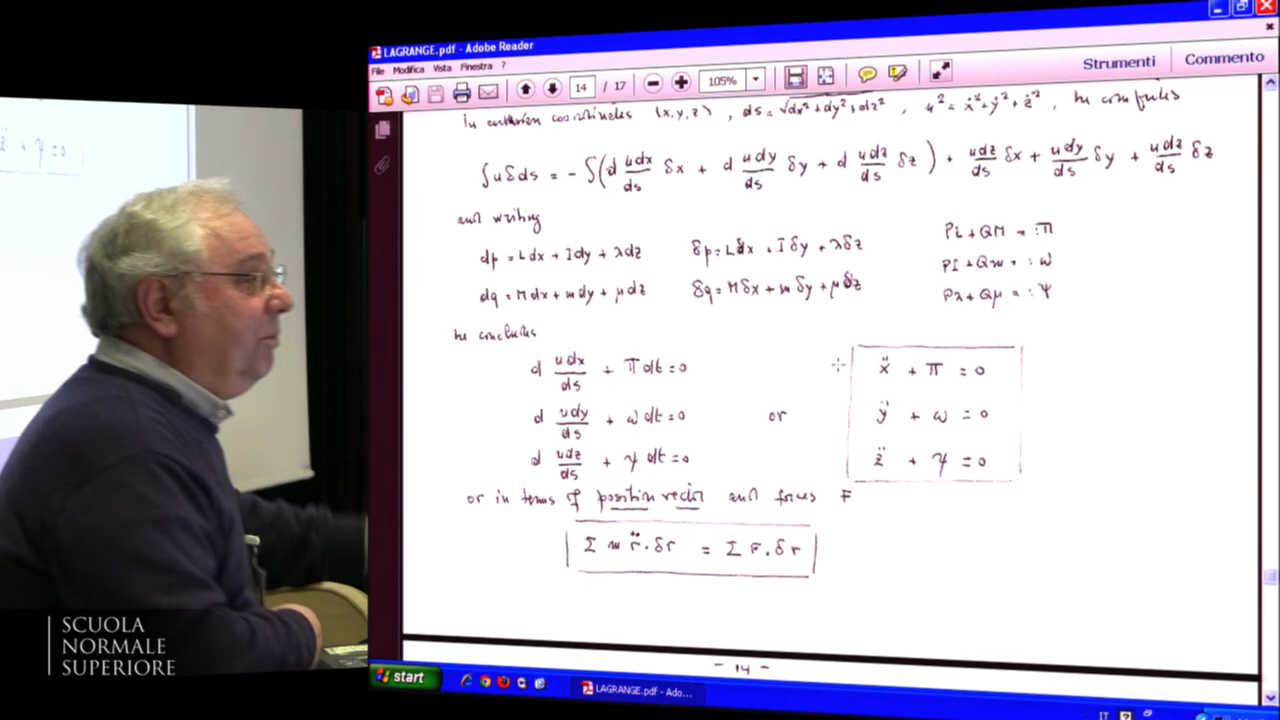 LAGRANGE.pdf - Adobe Reader
File Modifica Vista Finestra ?
14 / 17 105% Strumenti Commento
z̈ + ψ = 0
in cartesian coordinates (x,y,z), ds = √dx²+dy²+dz², u² = ẋ²+ẏ²+ż², he computes
∫uδds = - ∫(d udx/ds δx + d udy/ds δy + d udz/ds δz) + udx/ds δx + udy/ds δy + udz/ds δz
and writing
dp = Ldx + Idy + λdz δp = Lδx + Iδy + λδz PL + QM =: Π
dq = Mdx + mdy + μdz δq = Mδx + mδy + μδz PI + Qm =: ω
Pλ + Qμ =: ψ
he concludes
d udx/ds + Π dt = 0 ẍ + Π = 0
d udy/ds + ω dt = 0 or ÿ + ω = 0
d udz/ds + ψ dt = 0 z̈ + ψ = 0
or in terms of position vector and forces F
Σ m r̈ . δr = Σ F . δr
- 14 -
SCUOLA
NORMALE
SUPERIORE
start LAGRANGE.pdf - Ado... IT